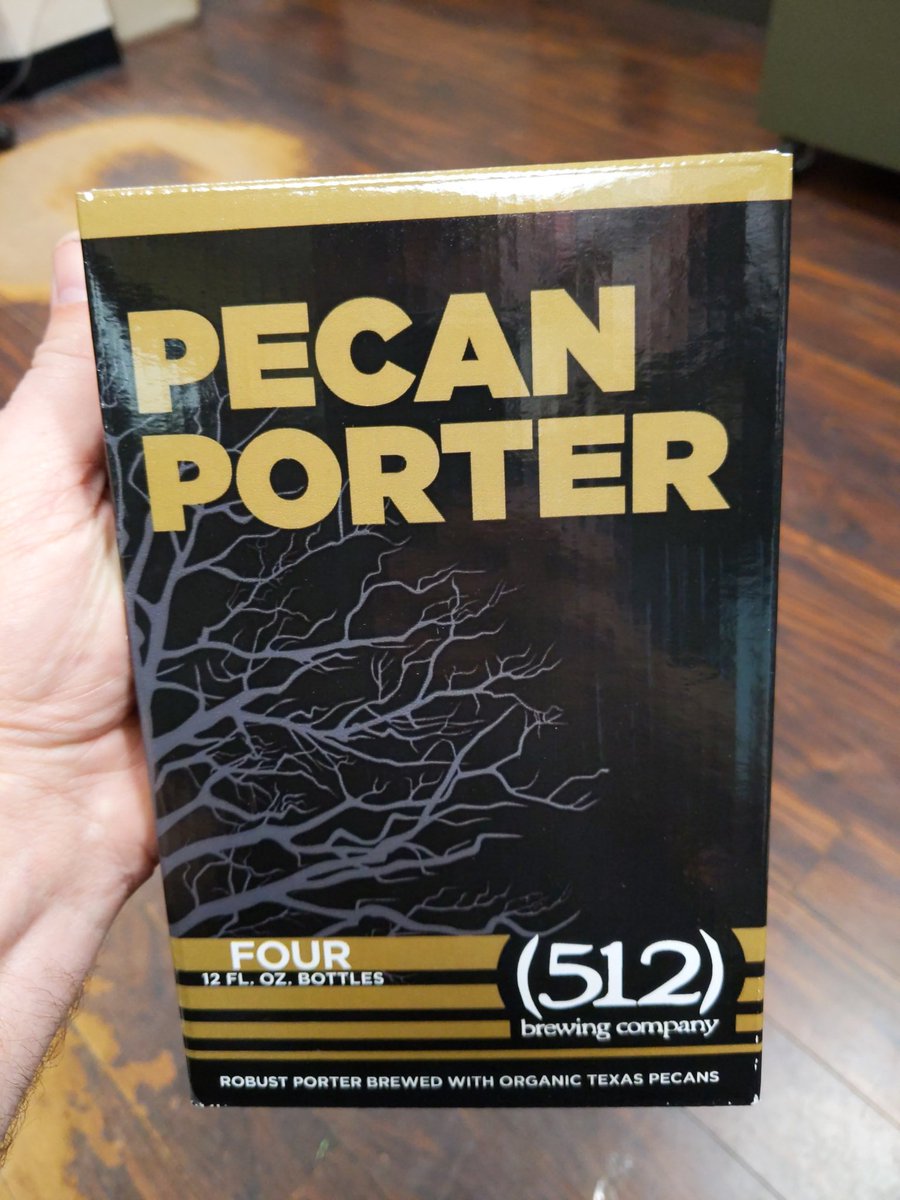 PECAN
PORTER
FOUR
12 FL. OZ. BOTTLES
(512)
brewing company
ROBUST PORTER BREWED WITH ORGANIC TEXAS PECANS